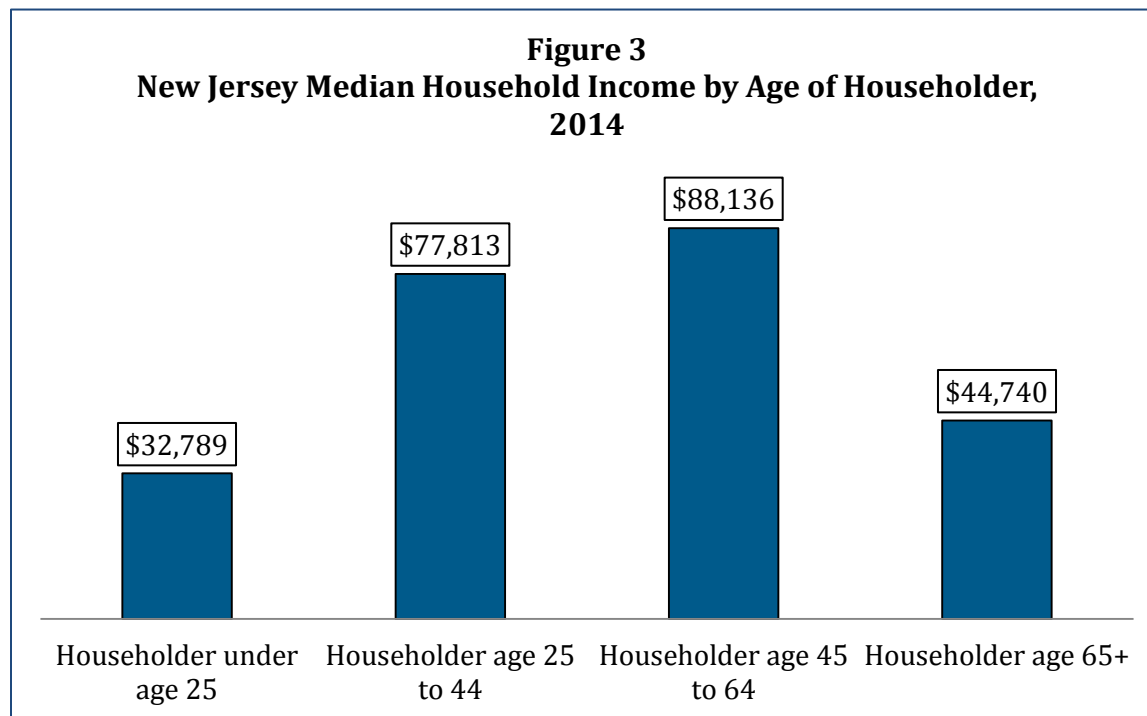 Figure 3
New Jersey Median Household Income by Age of Householder,
2014
$32,789
$77,813
$88,136
$44,740
Householder under
age 25
Householder age 25
to 44
Householder age 45
to 64
Householder age 65+